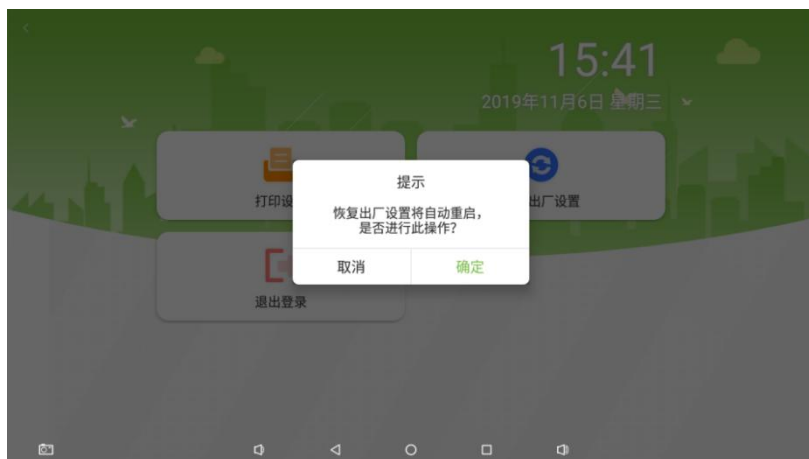 15:41
2019年11月6日 星期三
打印设
出厂设置
提示
恢复出厂设置将自动重启，
是否进行此操作？
取消
确定
退出登录